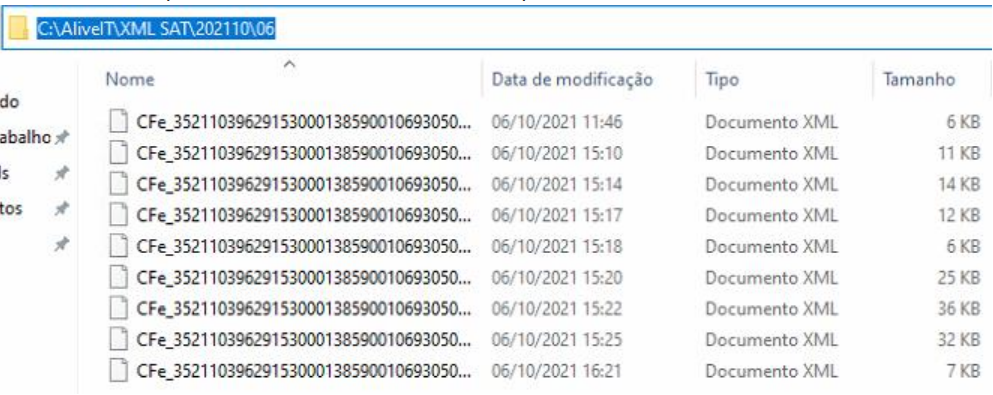 C:\AliveIT\XML SAT\202110\06
Nome Data de modificação Tipo Tamanho
do
abalho
ls
tos
CFe_35211039629153000138590010693050... 06/10/2021 11:46 Documento XML 6 KB
CFe_35211039629153000138590010693050... 06/10/2021 15:10 Documento XML 11 KB
CFe_35211039629153000138590010693050... 06/10/2021 15:14 Documento XML 14 KB
CFe_35211039629153000138590010693050... 06/10/2021 15:17 Documento XML 12 KB
CFe_35211039629153000138590010693050... 06/10/2021 15:18 Documento XML 6 KB
CFe_35211039629153000138590010693050... 06/10/2021 15:20 Documento XML 25 KB
CFe_35211039629153000138590010693050... 06/10/2021 15:22 Documento XML 36 KB
CFe_35211039629153000138590010693050... 06/10/2021 15:25 Documento XML 32 KB
CFe_35211039629153000138590010693050... 06/10/2021 16:21 Documento XML 7 KB